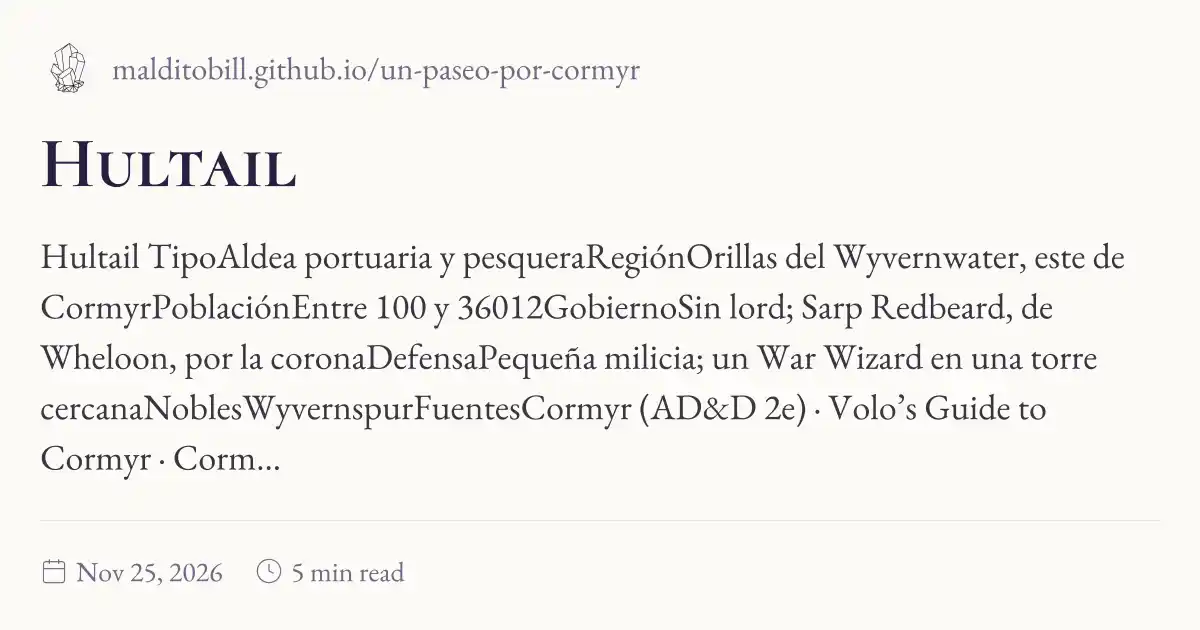 malditobill.github.io/un-paseo-por-cormyr
Hultail
Hultail TipoAldea portuaria y pesqueraRegiónOrillas del Wyvernwater, este de
CormyrPoblaciónEntre 100 y 36012GobiernoSin lord; Sarp Redbeard, de
Wheloon, por la coronaDefensaPequeña milicia; un War Wizard en una torre
cercanaNoblesWyvernspurFuentesCormyr (AD&D 2e) · Volo’s Guide to
Cormyr · Corm...
Nov 25, 2026 5 min read